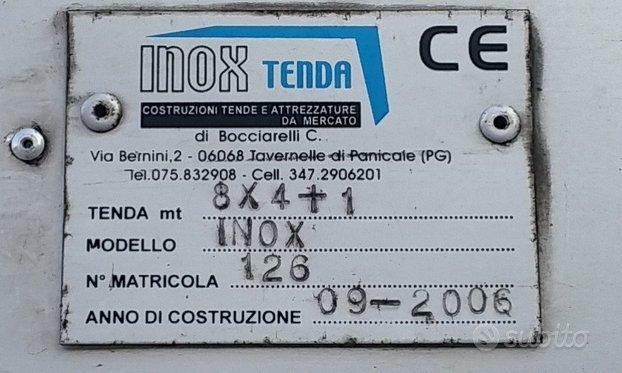 INOX TENDA
CE
COSTRUZIONI TENDE E ATTREZZATURE
DA MERCATO
di Bocciarelli C.
Via Bernini,2 - 06068 Tavernelle di Panicale (PG)
Tel.075.832908 - Cell. 347.2906201
TENDA mt 8X4+1
MODELLO INOX
N° MATRICOLA 126
ANNO DI COSTRUZIONE 09-2006
subito